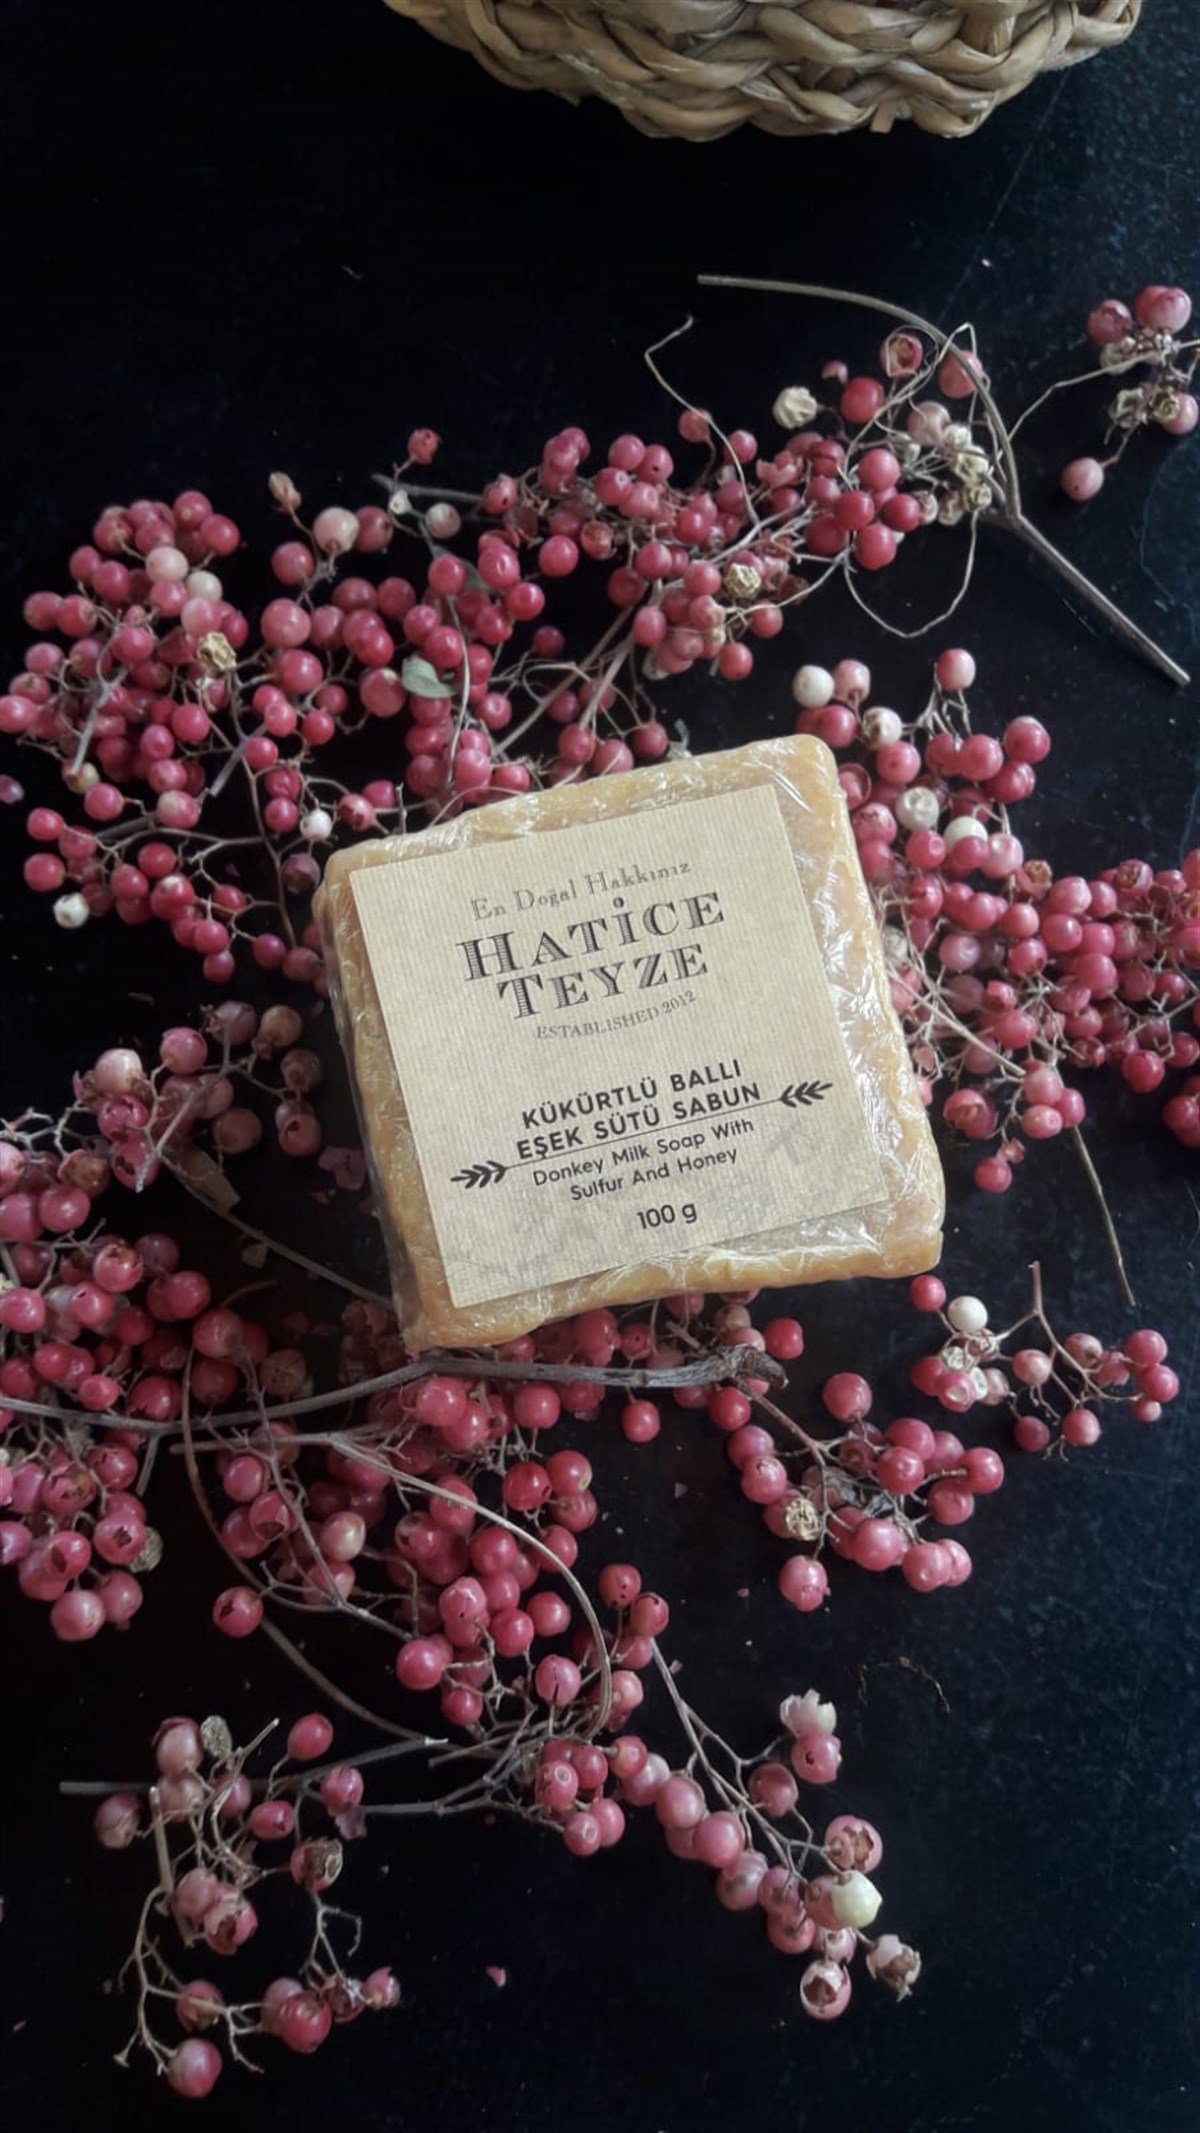 En Doğal Hakkınız
HATİCE
TEYZE
ESTABLISHED 2012
KÜKÜRTLÜ BALLI
EŞEK SÜTÜ SABUN
Donkey Milk Soap With
Sulfur And Honey
100 g